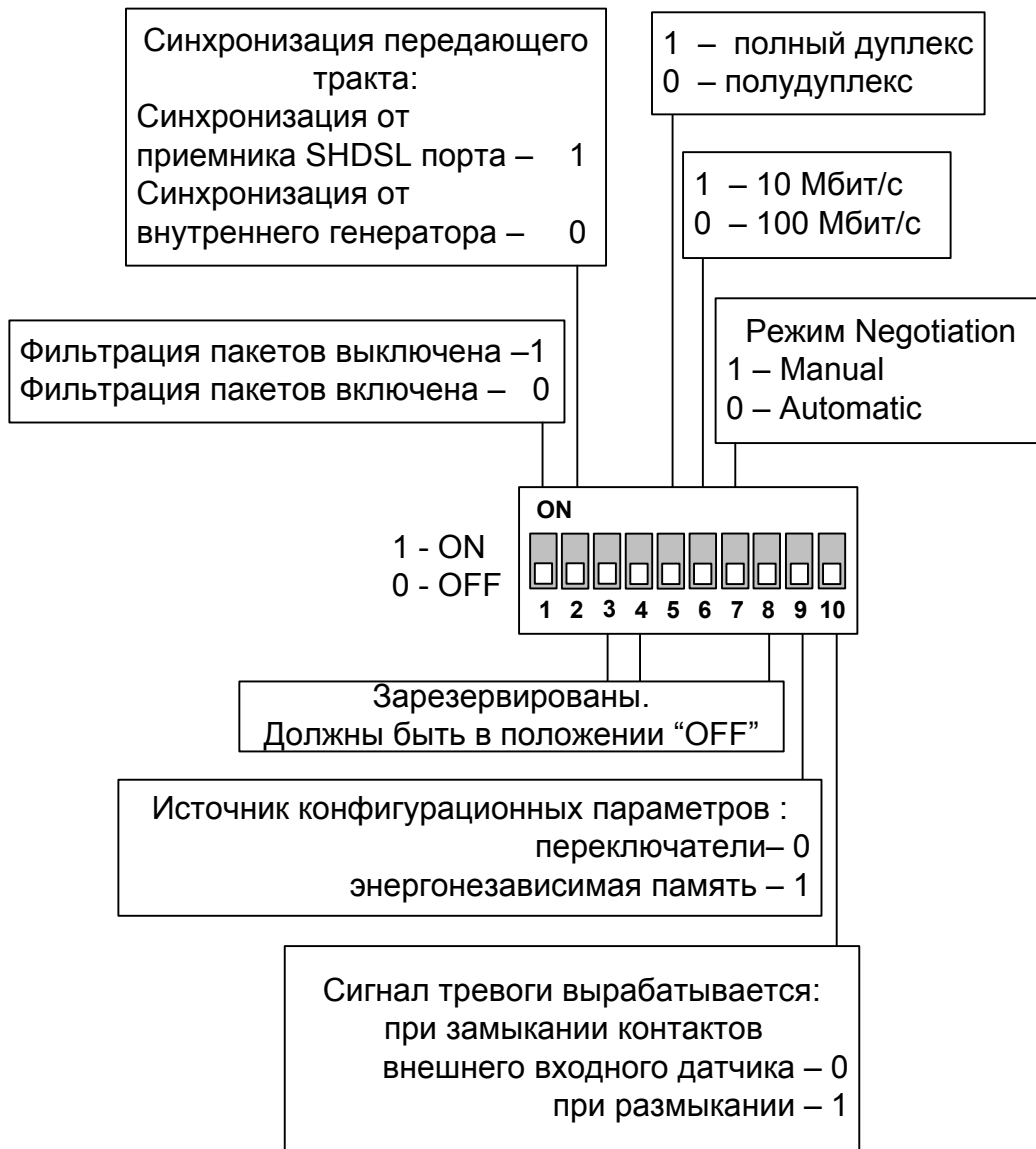 Синхронизация передающего
тракта:
Синхронизация от
приемника SHDSL порта – 1
Синхронизация от
внутреннего генератора – 0
1 – полный дуплекс
0 – полудуплекс
1 – 10 Мбит/с
0 – 100 Мбит/с
Фильтрация пакетов выключена –1
Фильтрация пакетов включена – 0
Режим Negotiation
1 – Manual
0 – Automatic
ON
1 - ON
0 - OFF
1 2 3 4 5 6 7 8 9 10
Зарезервированы.
Должны быть в положении “OFF”
Источник конфигурационных параметров :
переключатели– 0
энергонезависимая память – 1
Сигнал тревоги вырабатывается:
при замыкании контактов
внешнего входного датчика – 0
при размыкании – 1